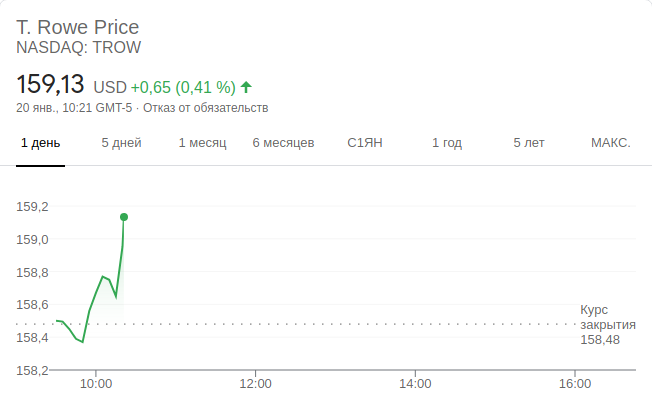 T. Rowe Price
NASDAQ: TROW
159,13 USD +0,65 (0,41 %)
20 янв., 10:21 GMT-5 · Отказ от обязательств
1 день 5 дней 1 месяц 6 месяцев С1ЯН 1 год 5 лет МАКС.
159,2
159,0
158,8
158,6
158,4
158,2
Курс
закрытия
158,48
10:00 12:00 14:00 16:00